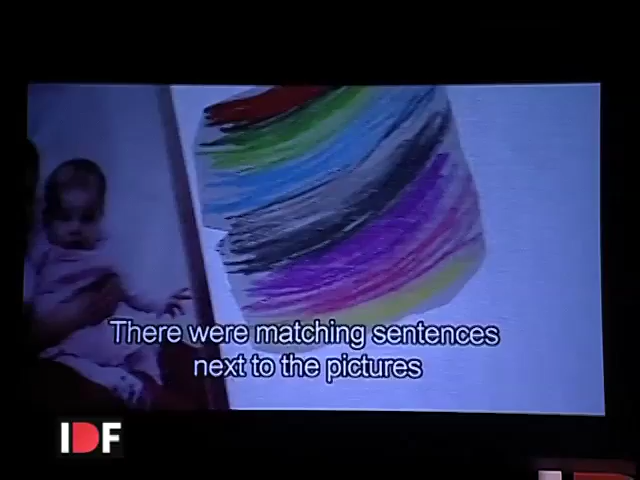 There were matching sentences
next to the pictures
IDF